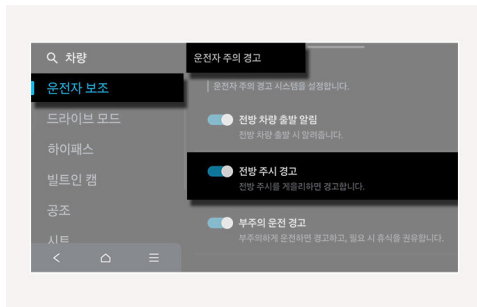 차량
운전자 보조
드라이브 모드
하이패스
빌트인 캠
공조
시트
운전자 주의 경고
운전자 주의 경고 시스템을 설정합니다.
전방 차량 출발 알림
전방 차량 출발 시 알려줍니다.
전방 주시 경고
전방 주시를 게을리하면 경고합니다.
부주의 운전 경고
부주의하게 운전하면 경고하고, 필요 시 휴식을 권유합니다.